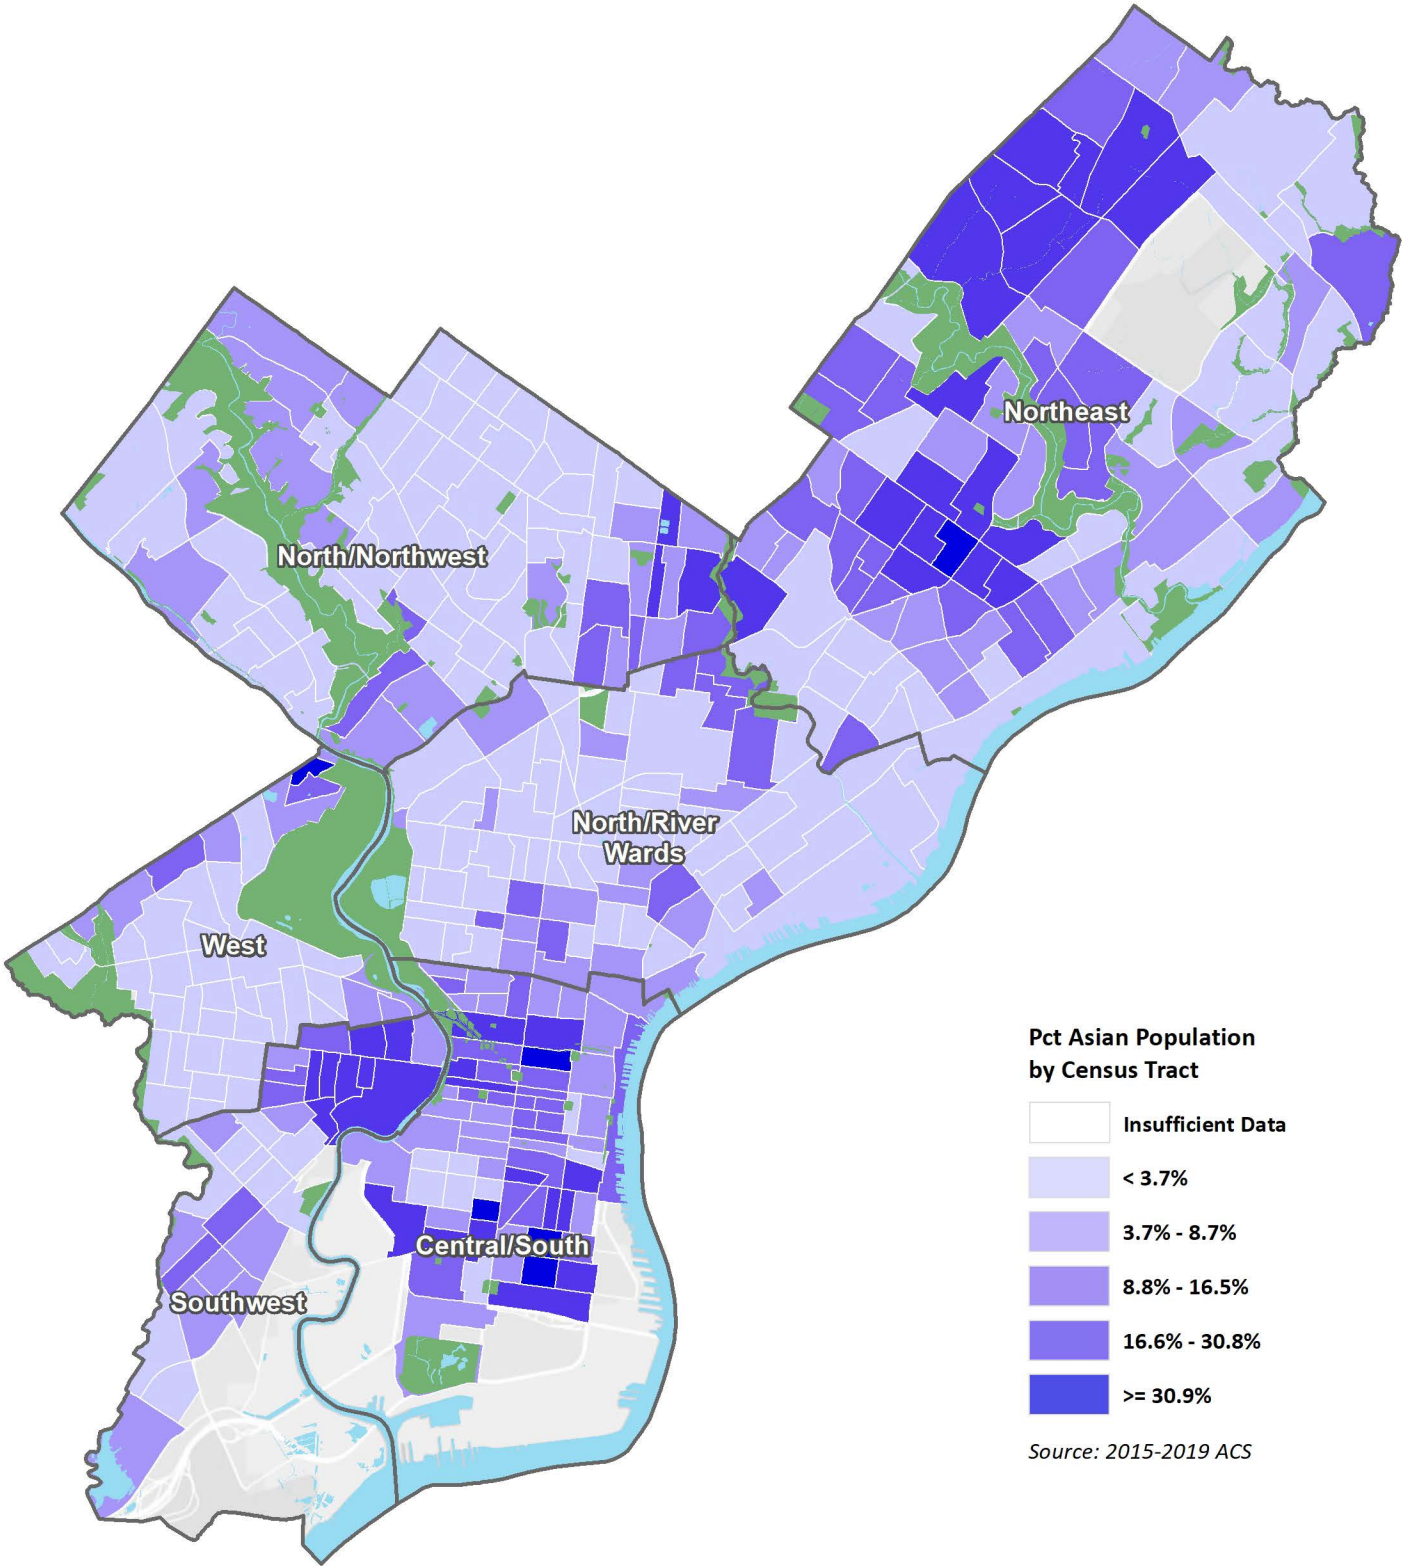 Northeast
North/Northwest
North/River
Wards
West
Central/South
Southwest
Pct Asian Population
by Census Tract
Insufficient Data
< 3.7%
3.7% - 8.7%
8.8% - 16.5%
16.6% - 30.8%
>= 30.9%
Source: 2015-2019 ACS